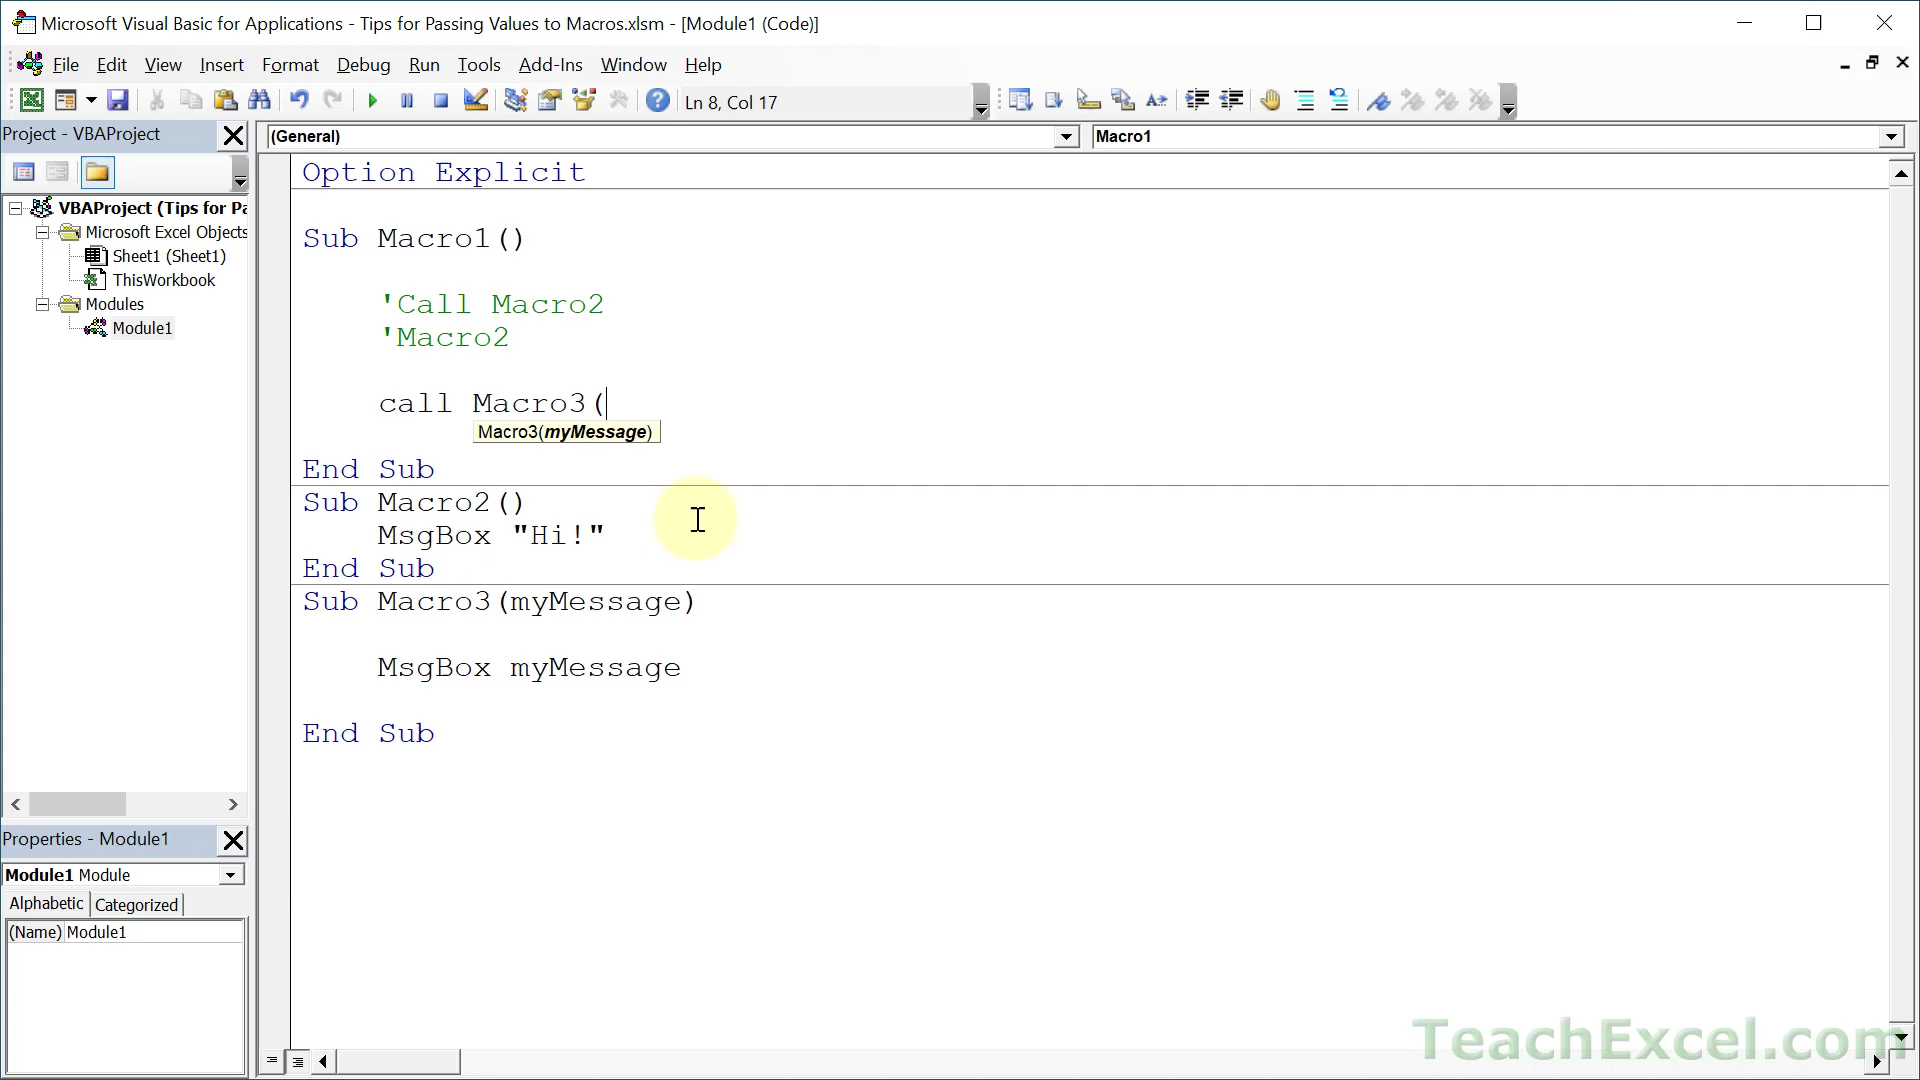 Microsoft Visual Basic for Applications - Tips for Passing Values to Macros.xlsm - [Module1 (Code)]
File Edit View Insert Format Debug Run Tools Add-Ins Window Help
Ln 8, Col 17
Project - VBAProject
(General)
Macro1
VBAProject (Tips for Pa
Microsoft Excel Objects
Sheet1 (Sheet1)
ThisWorkbook
Modules
Module1
Option Explicit
Sub Macro1()
'Call Macro2
'Macro2
call Macro3(
Macro3(myMessage)
End Sub
Sub Macro2()
MsgBox "Hi!"
End Sub
Sub Macro3(myMessage)
MsgBox myMessage
End Sub
Properties - Module1
Module1 Module
Alphabetic Categorized
(Name) Module1
TeachExcel.com